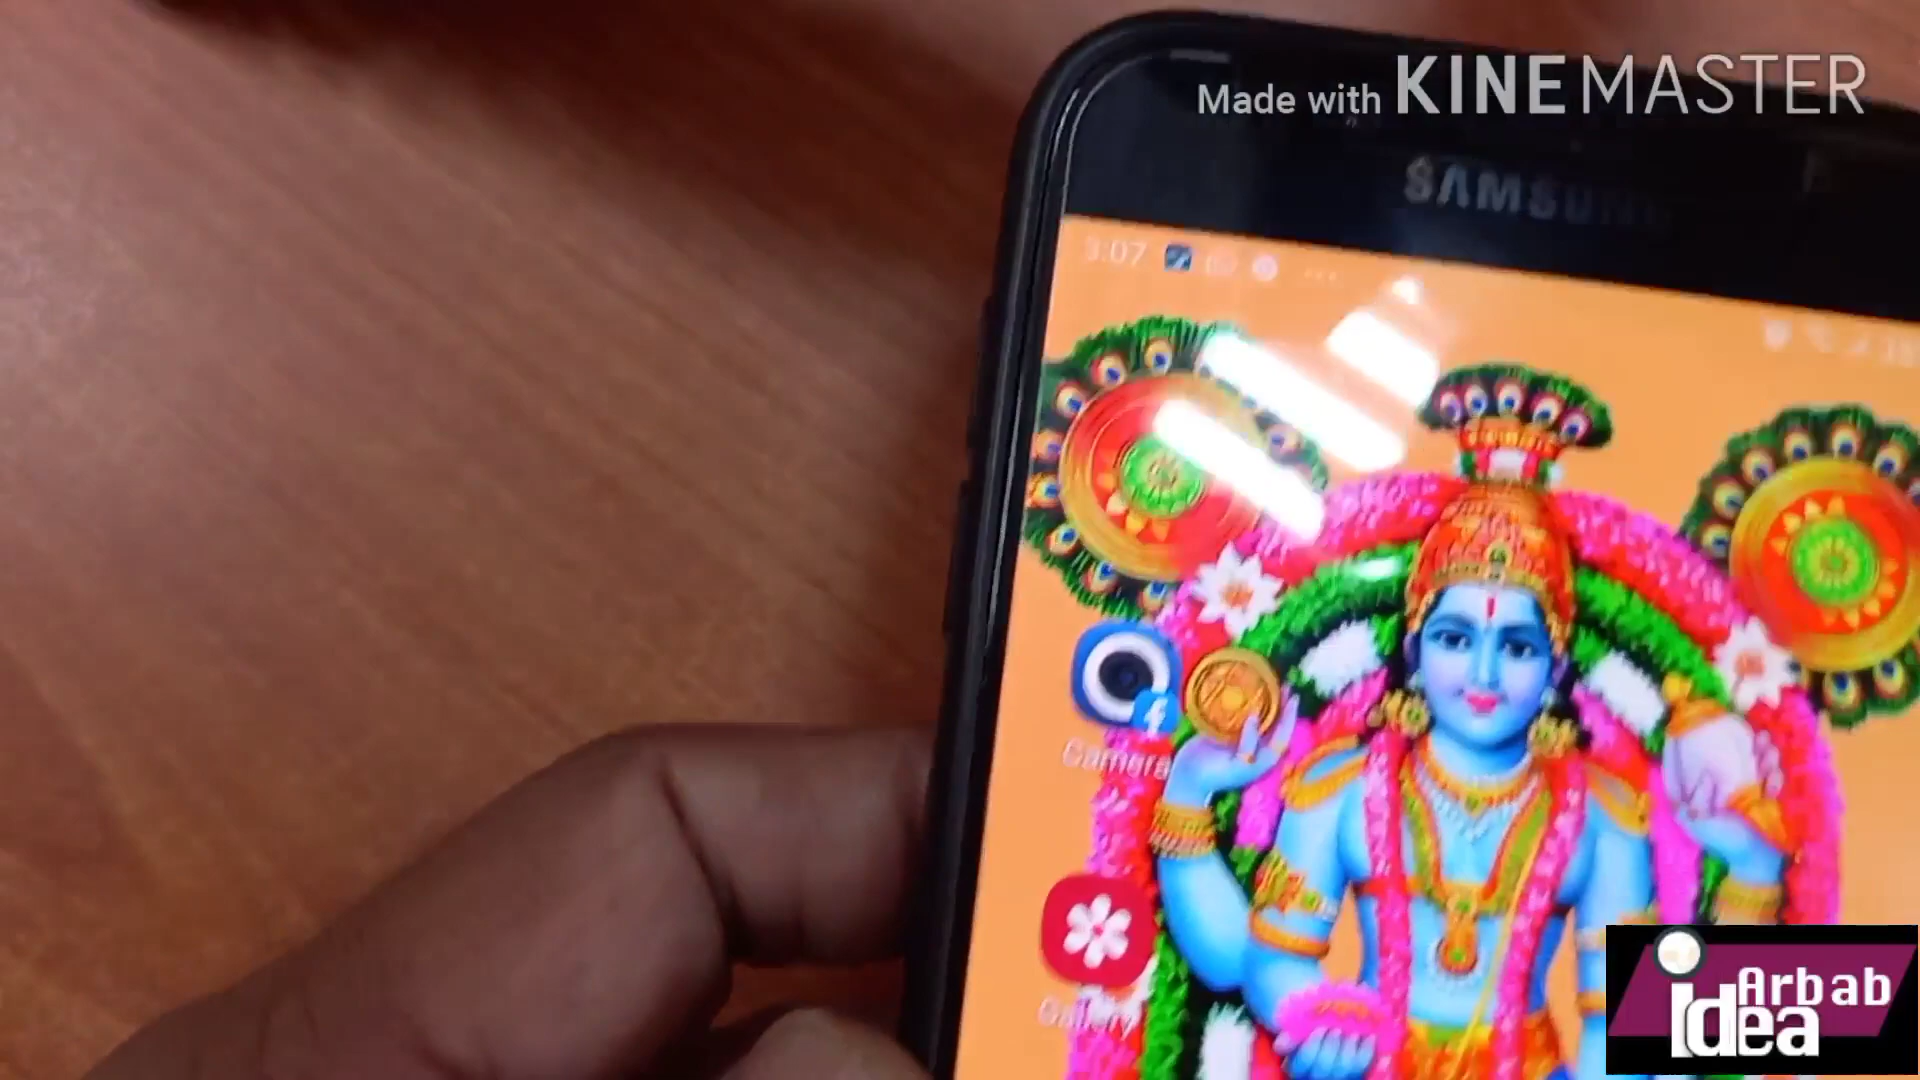 Made with KINEMASTER
SAMSUNG
3:07
Camera
Gallery
Arbab
Idea